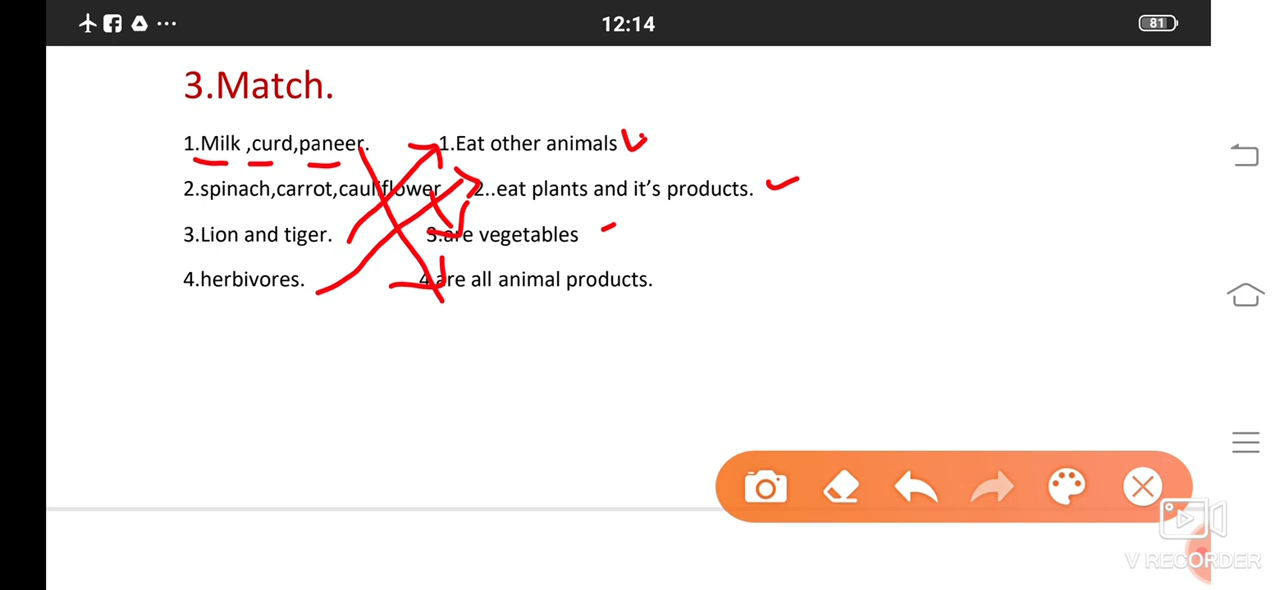 12:14
81
3.Match.
1.Milk ,curd,paneer. 1.Eat other animals
2.spinach,carrot,cauliflower 2..eat plants and it’s products.
3.Lion and tiger. 3.are vegetables
4.herbivores. 4.are all animal products.
V RECORDER